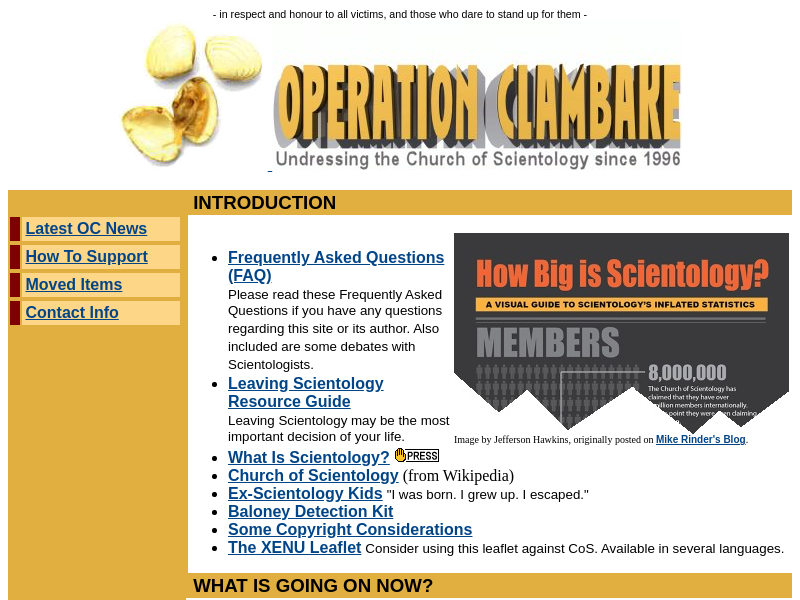 - in respect and honour to all victims, and those who dare to stand up for them -
OPERATION CLAMBAKE
Undressing the Church of Scientology since 1996
INTRODUCTION
Latest OC News
How To Support
Moved Items
Contact Info
Frequently Asked Questions
(FAQ)
Please read these Frequently Asked
Questions if you have any questions
regarding this site or its author. Also
included are some debates with
Scientologists.
Leaving Scientology
Resource Guide
Leaving Scientology may be the most
important decision of your life.
What Is Scientology? PRESS
Church of Scientology (from Wikipedia)
Ex-Scientology Kids "I was born. I grew up. I escaped."
Baloney Detection Kit
Some Copyright Considerations
The XENU Leaflet Consider using this leaflet against CoS. Available in several languages.
How Big is Scientology?
A VISUAL GUIDE TO SCIENTOLOGY'S INFLATED STATISTICS
MEMBERS
8,000,000
The Church of Scientology has
claimed that they have over
million members internationally.
point they were even claiming
Image by Jefferson Hawkins, originally posted on Mike Rinder's Blog.
WHAT IS GOING ON NOW?